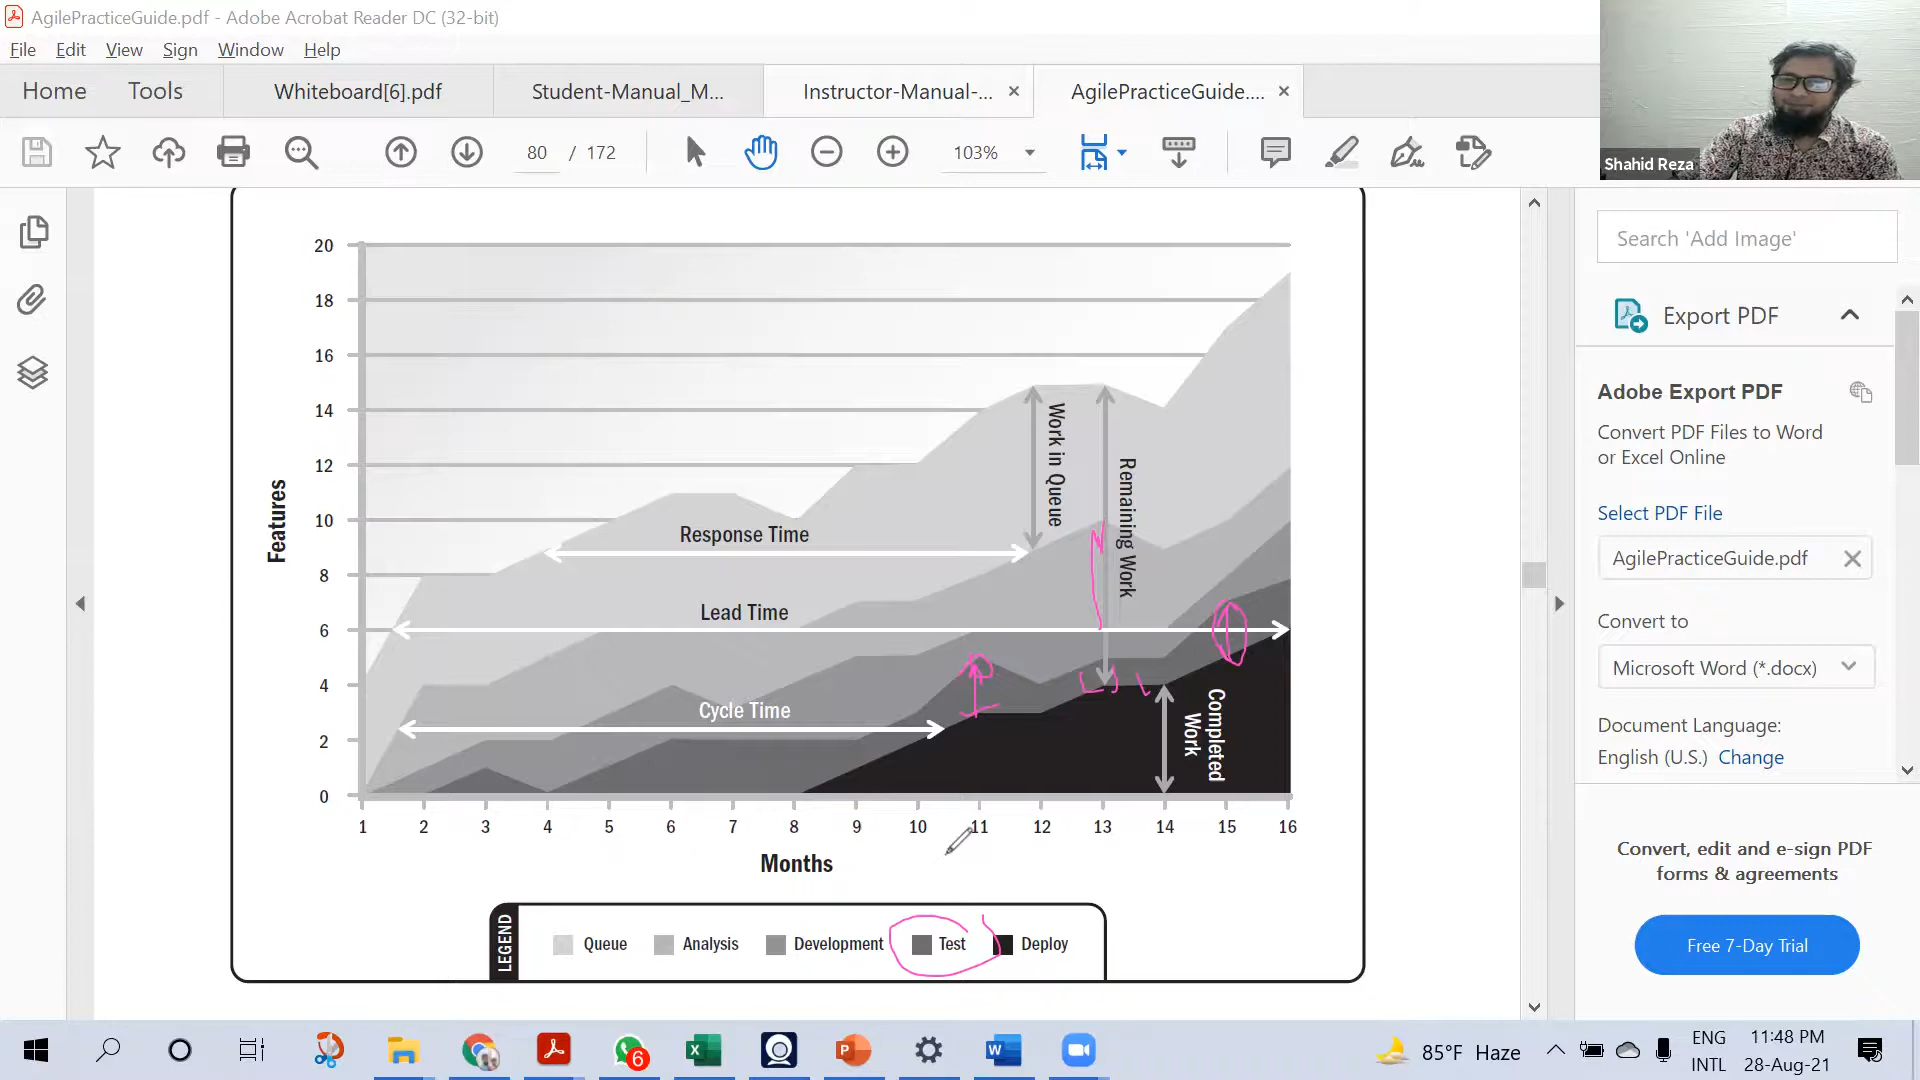 AgilePracticeGuide.pdf - Adobe Acrobat Reader DC (32-bit)
File Edit View Sign Window Help
Home Tools Whiteboard[6].pdf Student-Manual_M... Instructor-Manual-... AgilePracticeGuide....
80 / 172 103%
Shahid Reza
Search 'Add Image'
Export PDF
Adobe Export PDF
Convert PDF Files to Word
or Excel Online
Select PDF File
AgilePracticeGuide.pdf
Convert to
Microsoft Word (*.docx)
Document Language:
English (U.S.) Change
Convert, edit and e-sign PDF
forms & agreements
Free 7-Day Trial
Features
20
18
16
14
12
10
8
6
4
2
0
Work in Queue
Remaining Work
Response Time
Lead Time
Cycle Time
Completed
Work
1 2 3 4 5 6 7 8 9 10 11 12 13 14 15 16
Months
LEGEND
Queue Analysis Development Test Deploy
6
85°F Haze
ENG
INTL
11:48 PM
28-Aug-21